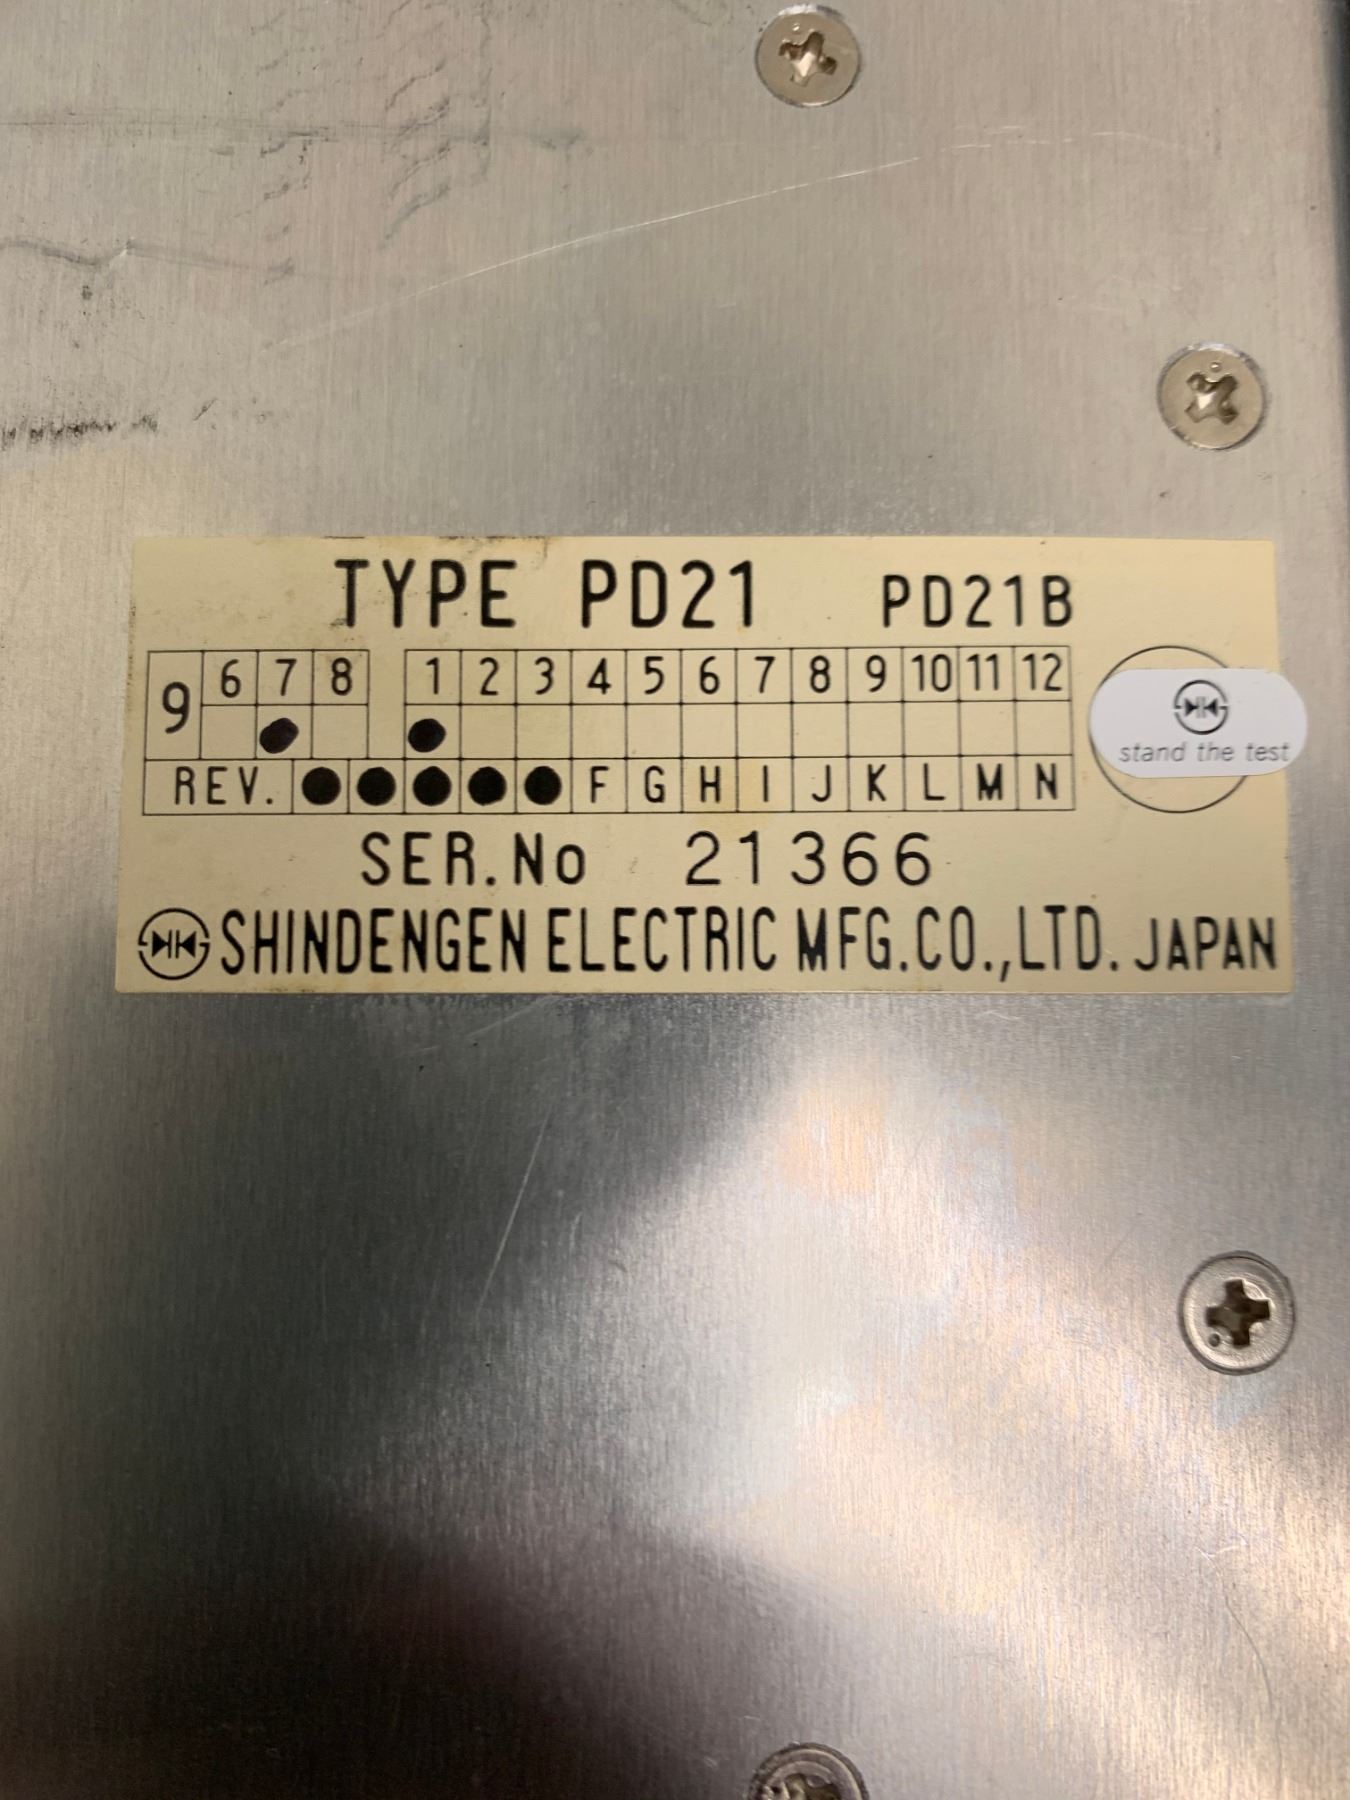 TYPE PD21 PD21B
9 6 7 8 1 2 3 4 5 6 7 8 9 10 11 12
REV. F G H I J K L M N
stand the test
SER.No 21366
SHINDENGEN ELECTRIC MFG.CO.,LTD. JAPAN